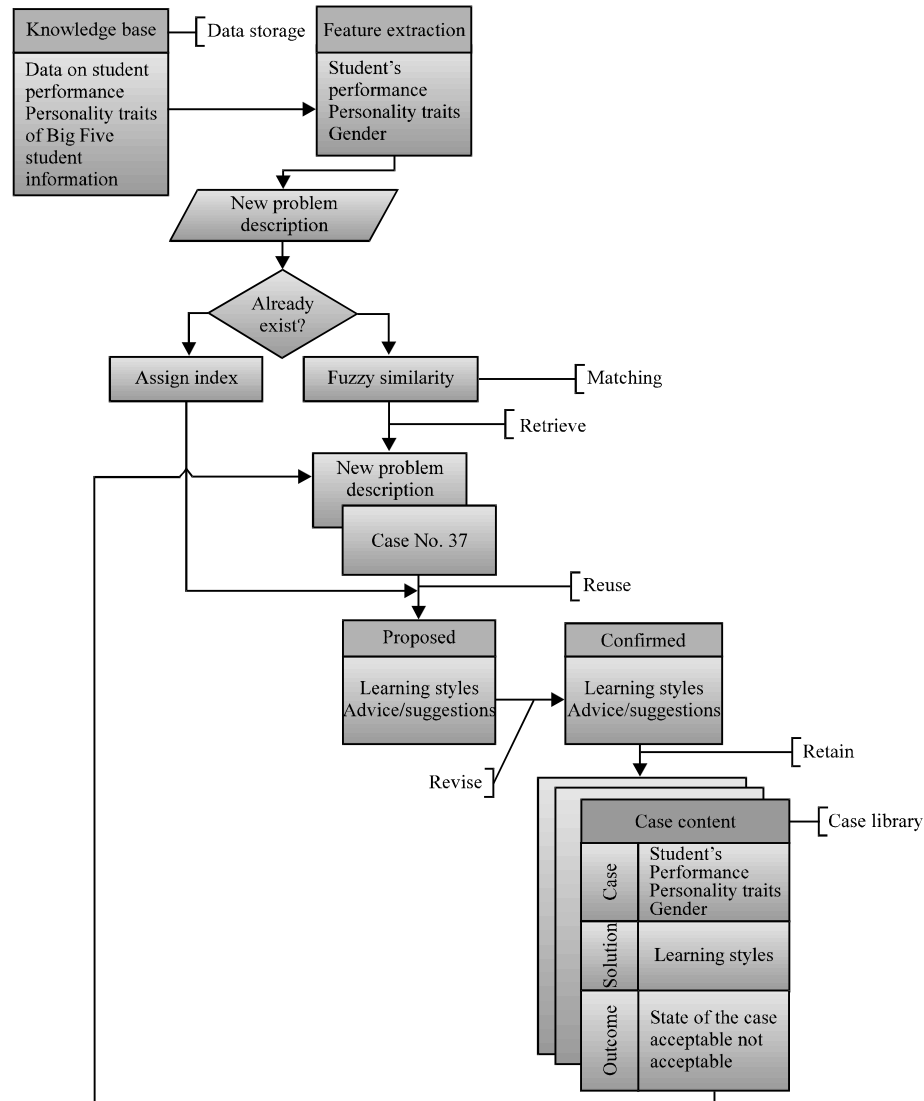 Knowledge base
Data storage
Data on student
performance
Personality traits
of Big Five
student
information
Feature extraction
Student's
performance
Personality traits
Gender
New problem
description
Already
exist?
Assign index
Fuzzy similarity
Matching
Retrieve
New problem
description
Case No. 37
Reuse
Proposed
Learning styles
Advice/suggestions
Confirmed
Learning styles
Advice/suggestions
Revise
Retain
Case content
Case library
Case
Student's
Performance
Personality traits
Gender
Solution
Learning styles
Outcome
State of the case
acceptable not
acceptable